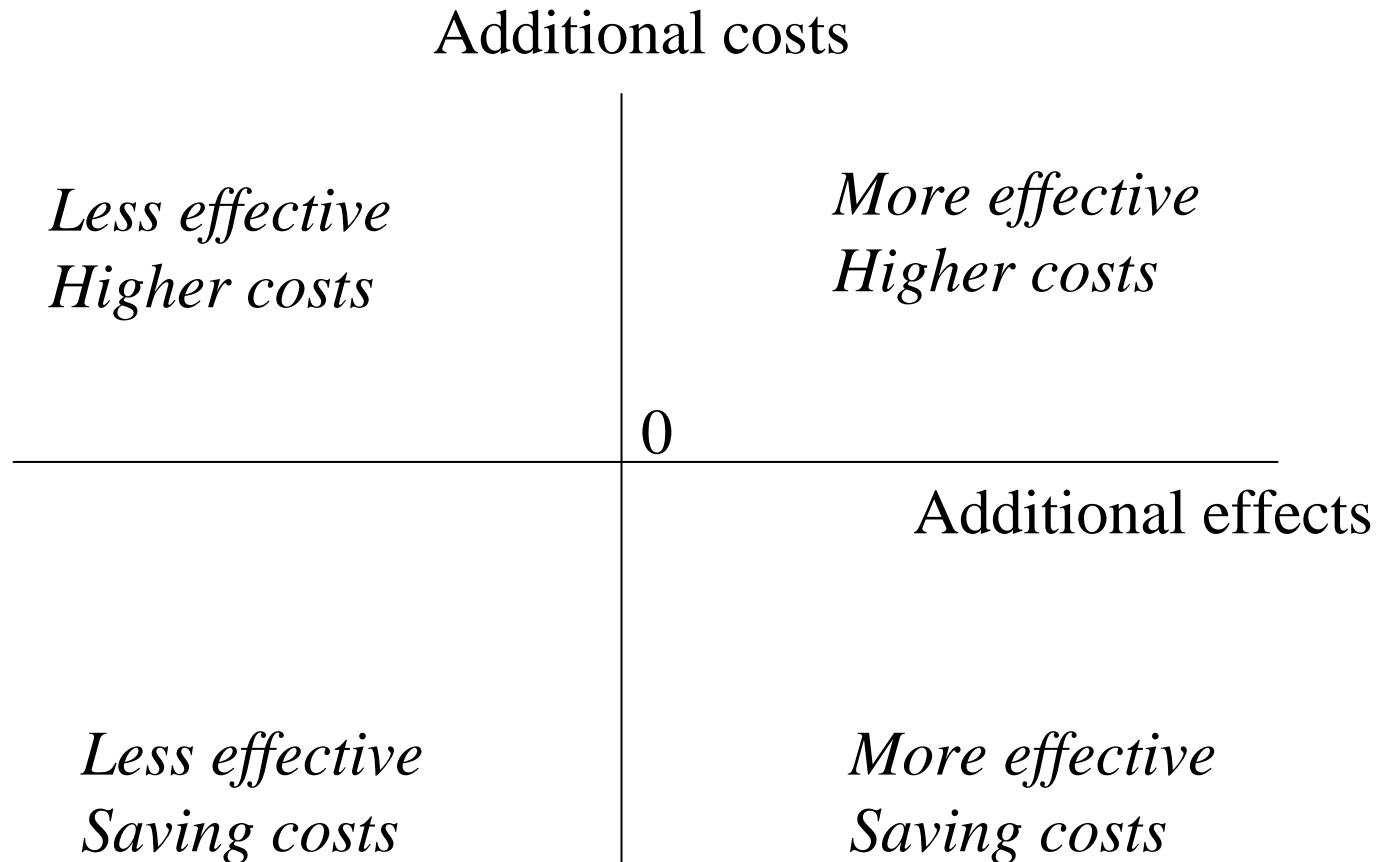 Additional costs
Less effective
Higher costs
More effective
Higher costs
0
Additional effects
Less effective
Saving costs
More effective
Saving costs